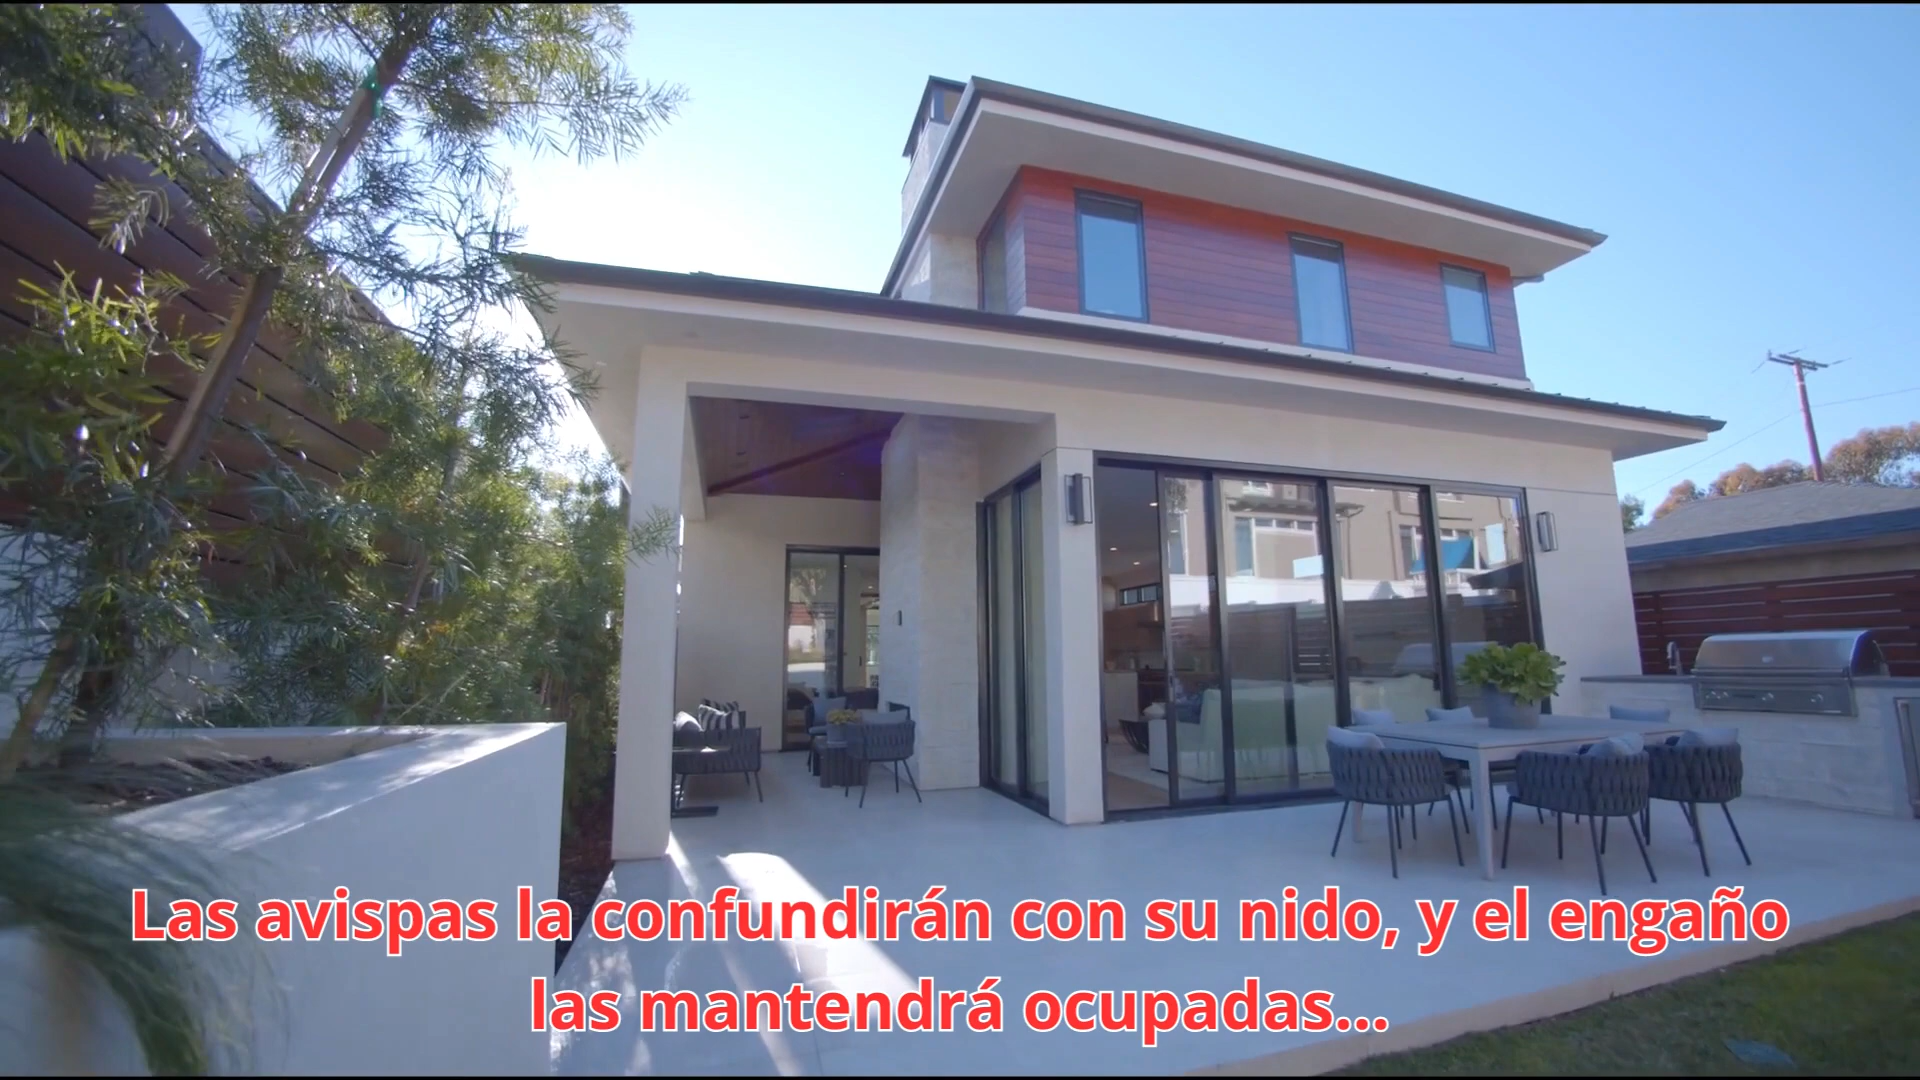 Las avispas la confundirán con su nido, y el engaño
las mantendrá ocupadas...